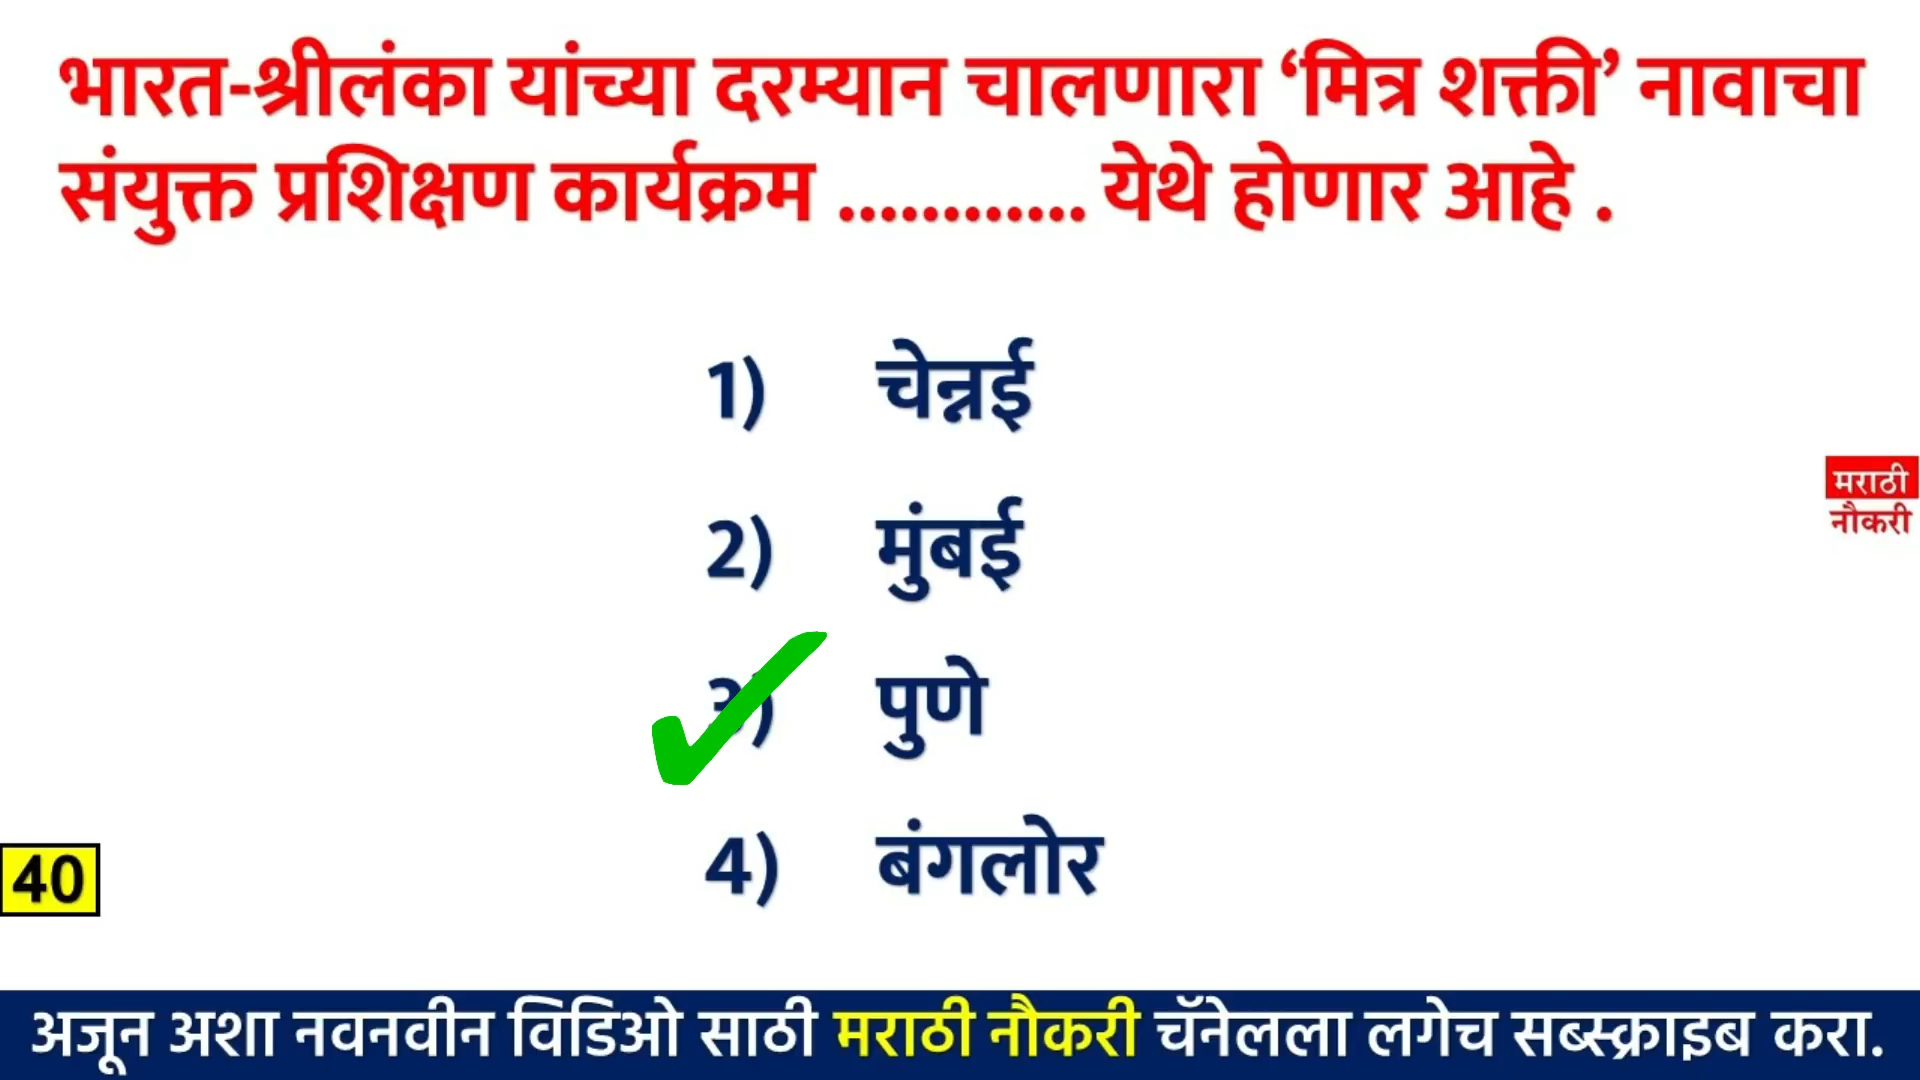 भारत-श्रीलंका यांच्या दरम्यान चालणारा ‘मित्र शक्ती’ नावाचा
संयुक्त प्रशिक्षण कार्यक्रम ............ येथे होणार आहे .
1) चेन्नई
2) मुंबई
मराठी
नौकरी
3) पुणे
4) बंगलोर
40
अजून अशा नवनवीन विडिओ साठी मराठी नौकरी चॅनेलला लगेच सब्स्क्राइब करा.